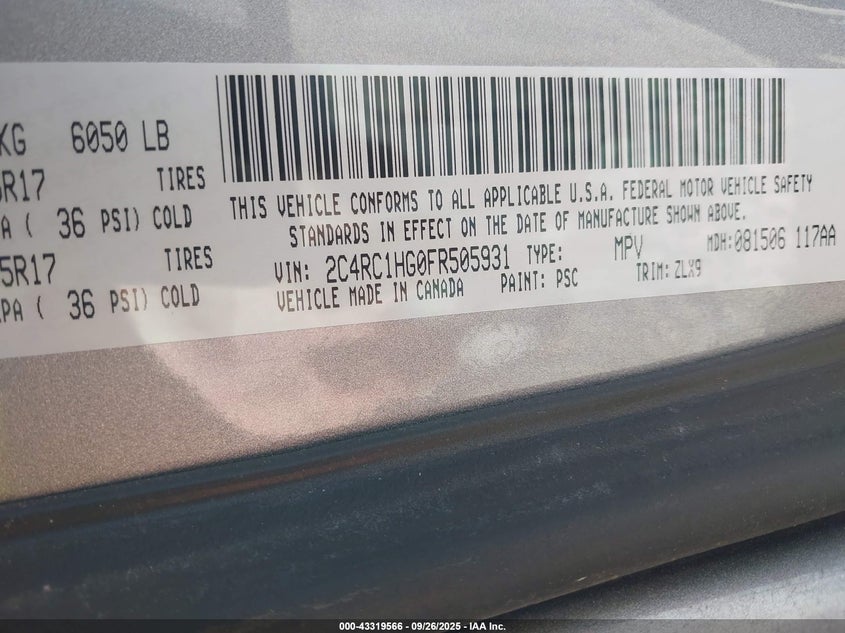 KG 6050 LB
5R17 TIRES
A ( 36 PSI) COLD
5R17 TIRES
PA ( 36 PSI) COLD
THIS VEHICLE CONFORMS TO ALL APPLICABLE U.S.A. FEDERAL MOTOR VEHICLE SAFETY
STANDARDS IN EFFECT ON THE DATE OF MANUFACTURE SHOWN ABOVE.
VIN: 2C4RC1HG0FR505931 TYPE: MPV MDH:081506 117AA
VEHICLE MADE IN CANADA PAINT: PSC TRIM: ZLX9
000-43319566 - 09/26/2025 - IAA Inc.